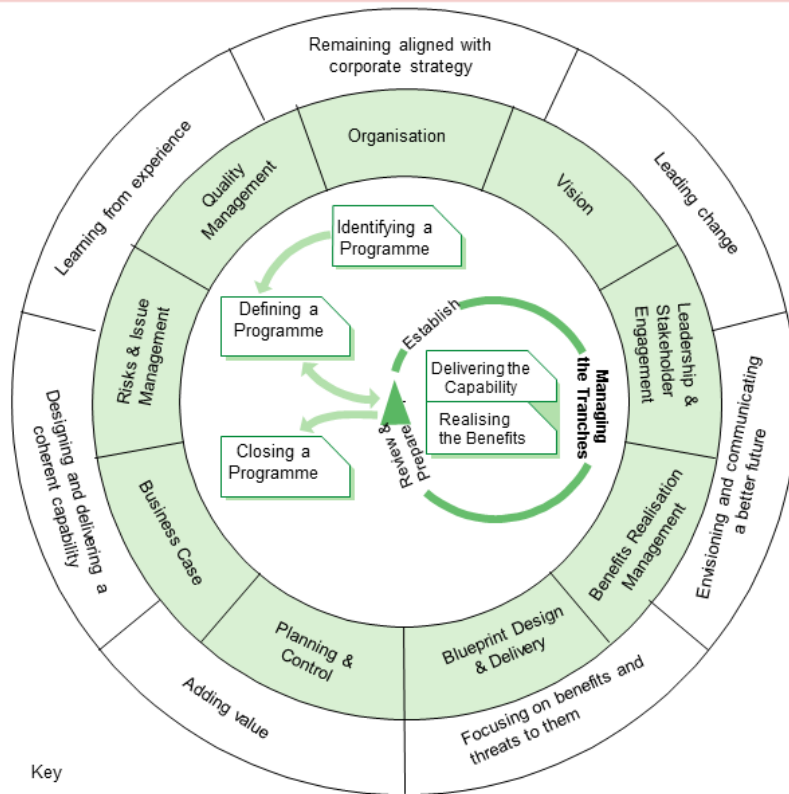 Remaining aligned with
corporate strategy
Leading change
Envisioning and communicating
a better future
Focusing on benefits and
threats to them
Adding value
Designing and delivering a
coherent capability
Learning from experience
Organisation
Vision
Leadership &
Stakeholder
Engagement
Benefits Realisation
Management
Blueprint Design
& Delivery
Planning &
Control
Business Case
Risks & Issue
Management
Quality
Management
Identifying a
Programme
Defining a
Programme
Closing a
Programme
Establish
Managing
the Tranches
Delivering the
Capability
Realising
the Benefits
Review &
Prepare
Key